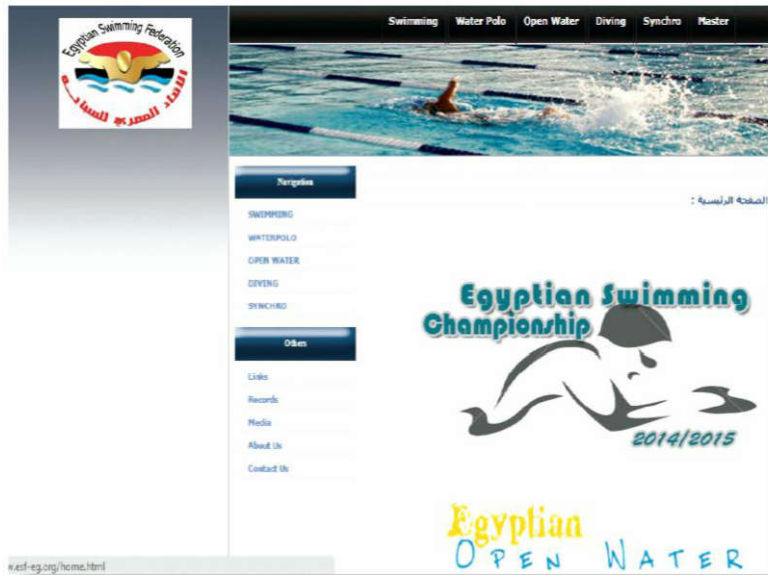 Egyptian Swimming Federation
الاتحاد المصري للسباحه
Swimming Water Polo Open Water Diving Synchro Master
Navigation
SWIMMING
WATERPOLO
OPEN WATER
DIVING
SYNCHRO
Others
Links
Records
Media
About Us
Contact Us
الصفحة الرئيسية :
Egyptian Swimming
Championship
2014/2015
Egyptian
OPEN WATER
w.esf-eg.org/home.html